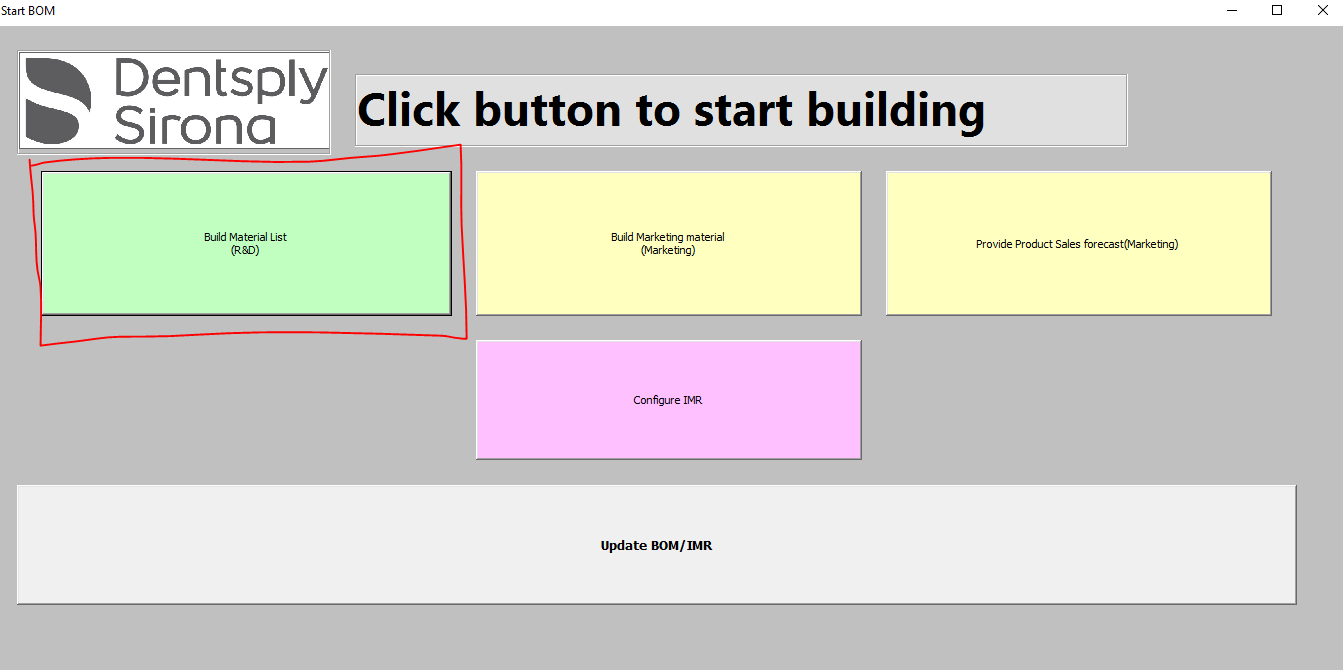 Start BOM
Dentsply
Sirona
Click button to start building
Build Material List
(R&D)
Build Marketing material
(Marketing)
Provide Product Sales forecast(Marketing)
Configure IMR
Update BOM/IMR